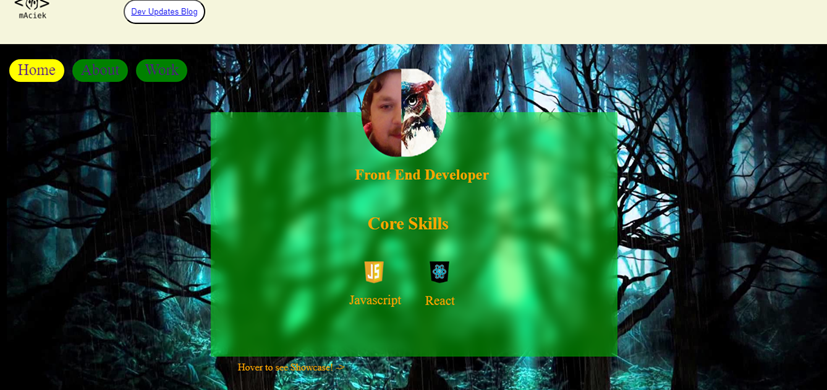 mAciek
Dev Updates Blog
Home About Work
Front End Developer
Core Skills
JS
Javascript React
Hover to see Showcase →